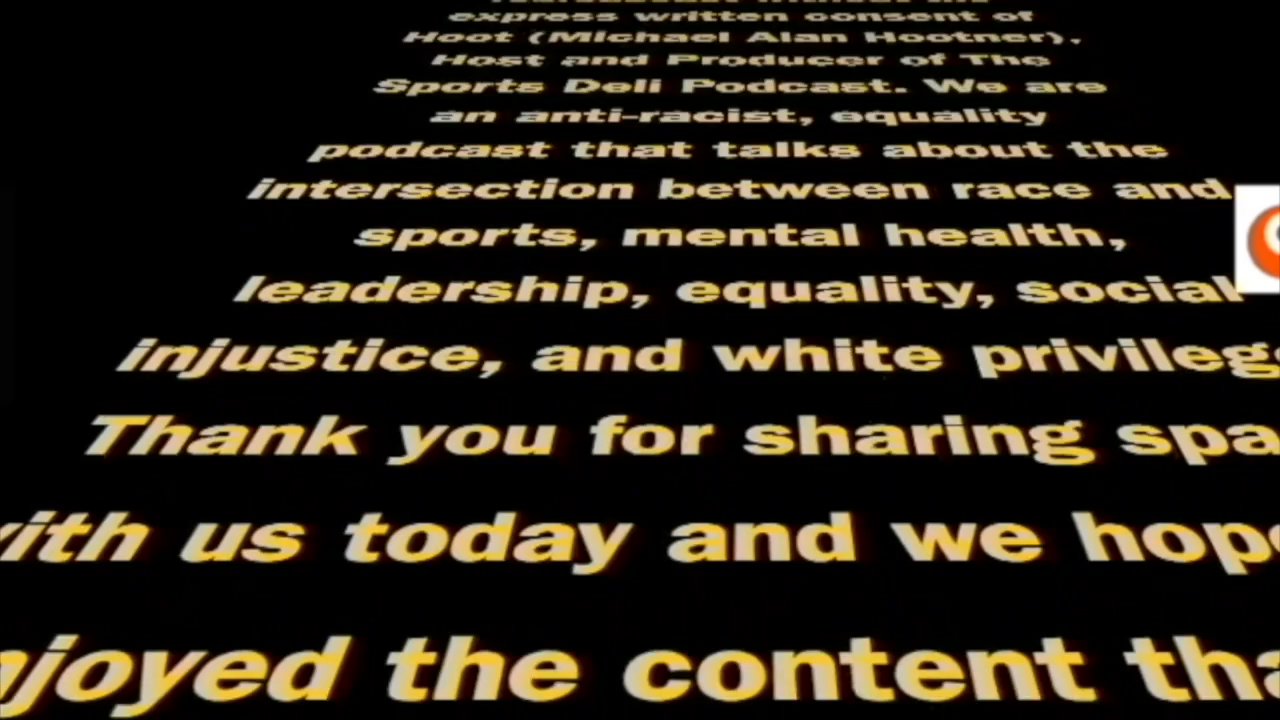 express written consent of
Hoot (Michael Alan Hootner),
Host and Producer of The
Sports Deli Podcast. We are
an anti-racist, equality
podcast that talks about the
intersection between race and
sports, mental health,
leadership, equality, social
injustice, and white privileg
Thank you for sharing spa
ith us today and we hop
njoyed the content tha